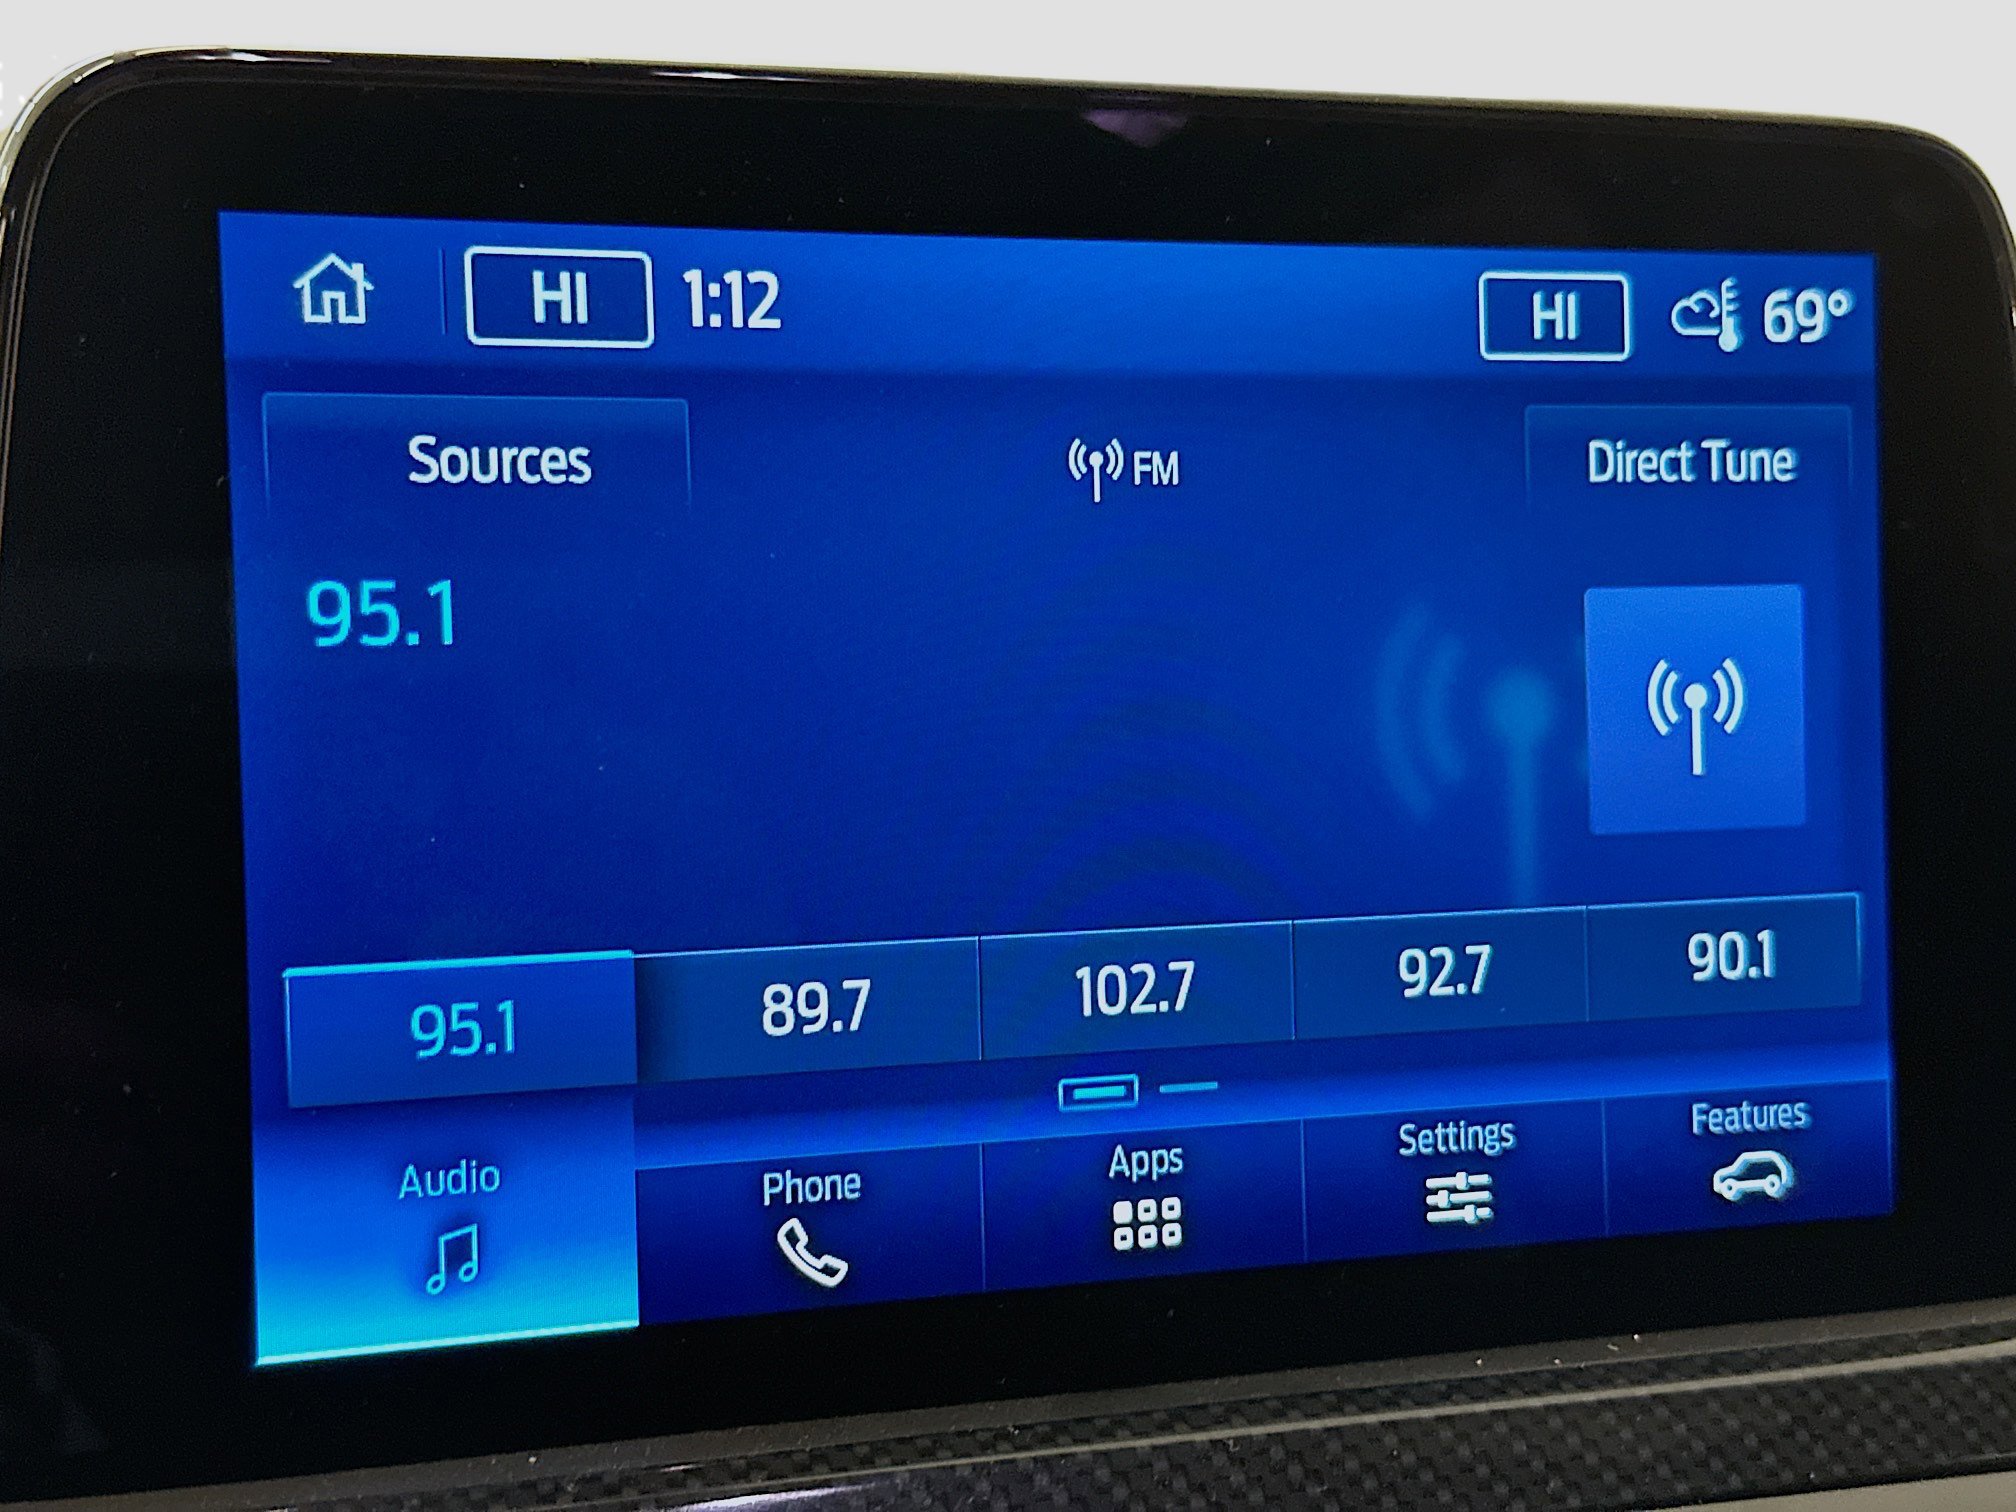 HI 1:12 HI 69°
Sources FM Direct Tune
95.1
95.1 89.7 102.7 92.7 90.1
Audio Phone Apps Settings Features